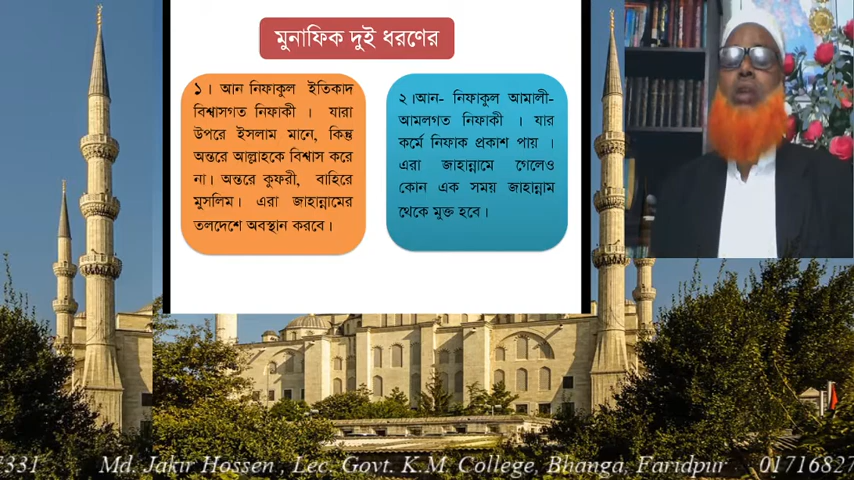 মুনাফিক দুই ধরণের
১। আন নিফাকুল ইতিকাদ
বিশ্বাসগত নিফাকী । যারা
উপরে ইসলাম মানে, কিন্তু
অন্তরে আল্লাহকে বিশ্বাস করে
না। অন্তরে কুফরী, বাহিরে
মুসলিম। এরা জাহান্নামের
তলদেশে অবস্থান করবে।
২।আন- নিফাকুল আমালী-
আমলগত নিফাকী । যার
কর্মে নিফাক প্রকাশ পায় ।
এরা জাহান্নামে গেলেও
কোন এক সময় জাহান্নাম
থেকে মুক্ত হবে।
331 Md. Jakir Hossen , Lec. Govt. K.M. College, Bhanga, Faridpur 01716827